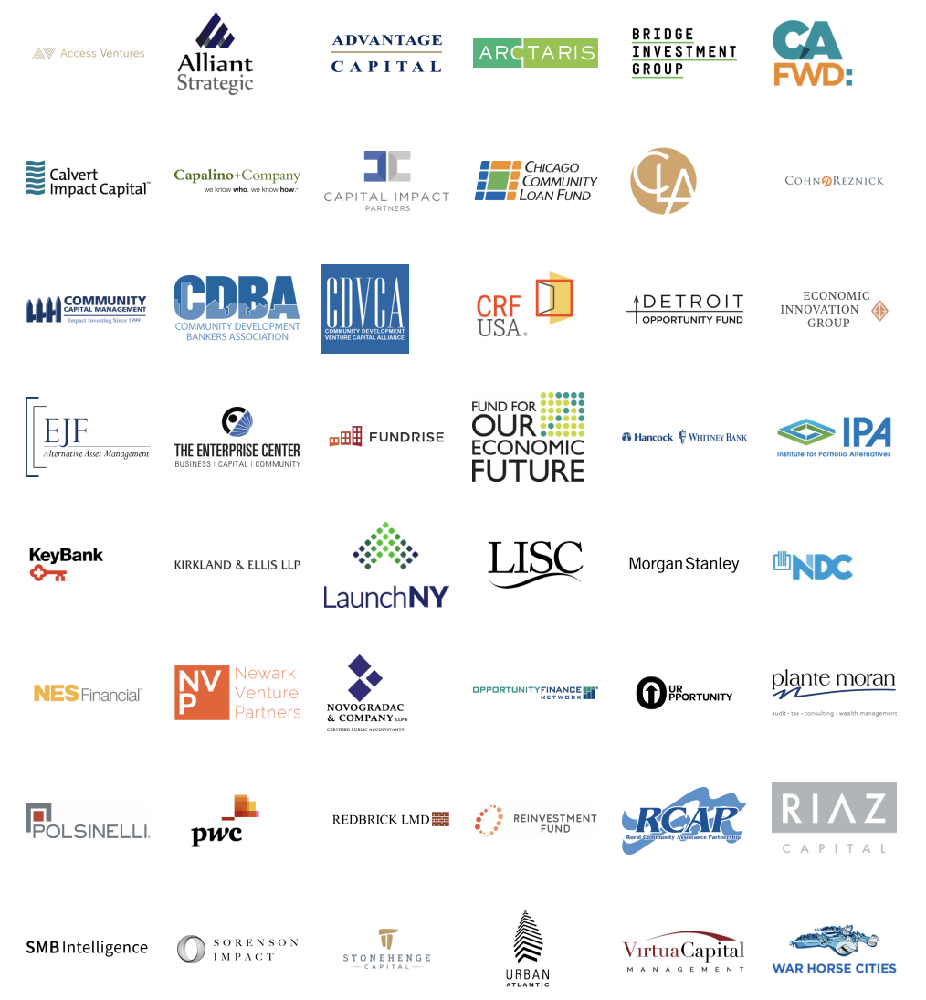 Access Ventures
Alliant
Strategic
ADVANTAGE
CAPITAL
ARCTARIS
BRIDGE
INVESTMENT
GROUP
CA
FWD:
Calvert
Impact Capital™
Capalino+Company
we know who. we know how.
CAPITAL IMPACT
PARTNERS
CHICAGO
COMMUNITY
LOAN FUND
CLA
COHNREZNICK
COMMUNITY
CAPITAL MANAGEMENT
Impact Investing Since 1999
CDBA
COMMUNITY DEVELOPMENT
BANKERS ASSOCIATION
CDVCA
COMMUNITY DEVELOPMENT
VENTURE CAPITAL ALLIANCE
CRF
USA®
DETROIT
OPPORTUNITY FUND
ECONOMIC
INNOVATION
GROUP
EJF
Alternative Asset Management
THE ENTERPRISE CENTER
BUSINESS | CAPITAL | COMMUNITY
FUNDRISE
FUND FOR
OUR
ECONOMIC
FUTURE
Hancock WHITNEY BANK
IPA
Institute for Portfolio Alternatives
KeyBank
KIRKLAND & ELLIS LLP
LaunchNY
LISC
Morgan Stanley
NDC
NES Financial™
NV
P
Newark
Venture
Partners
NOVOGRADAC
& COMPANY LLP®
CERTIFIED PUBLIC ACCOUNTANTS
OPPORTUNITY FINANCE
NETWORK
OUR
OPPORTUNITY
plante moran
audit • tax • consulting • wealth management
POLSINELLI
pwc
REDBRICK LMD
REINVESTMENT
FUND
RCAP
Rural Community Assistance Partnership
RIAZ
CAPITAL
SMB Intelligence
SORENSON
IMPACT
STONEHENGE
CAPITAL
URBAN
ATLANTIC
VirtuaCapital
MANAGEMENT
WAR HORSE CITIES